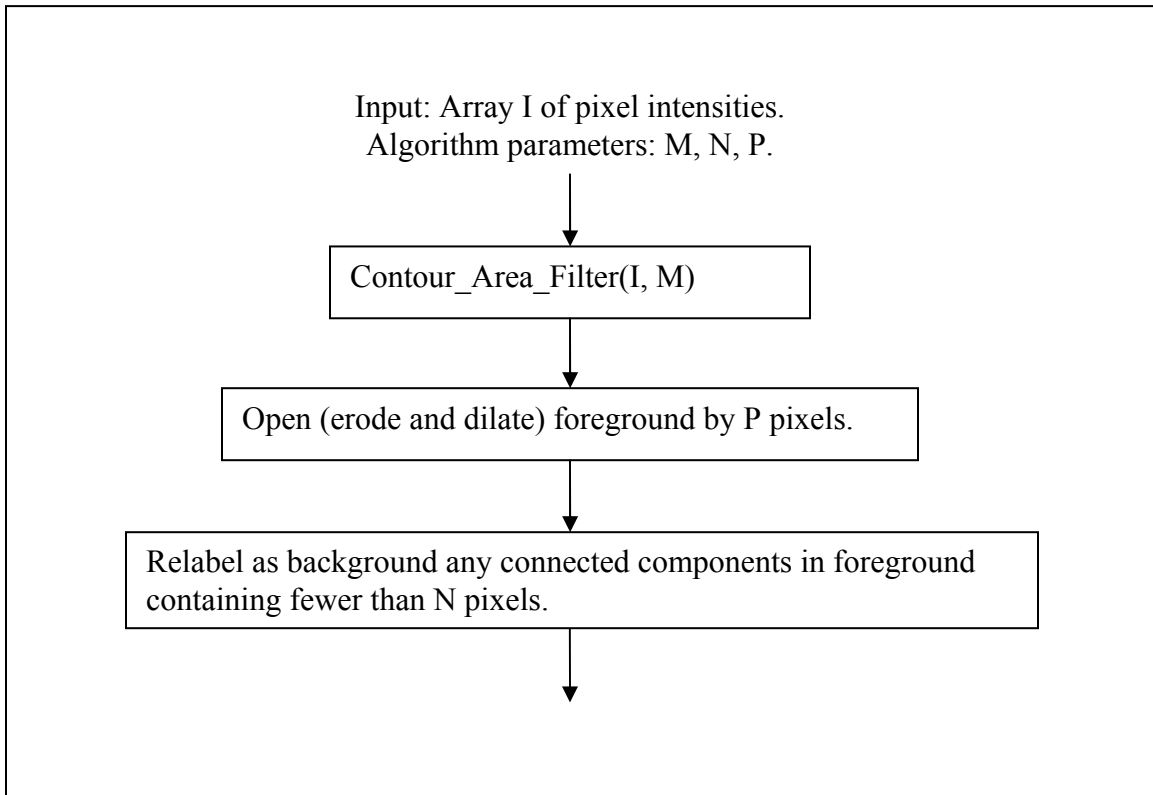 Input: Array I of pixel intensities.
Algorithm parameters: M, N, P.
Contour_Area_Filter(I, M)
Open (erode and dilate) foreground by P pixels.
Relabel as background any connected components in foreground
containing fewer than N pixels.